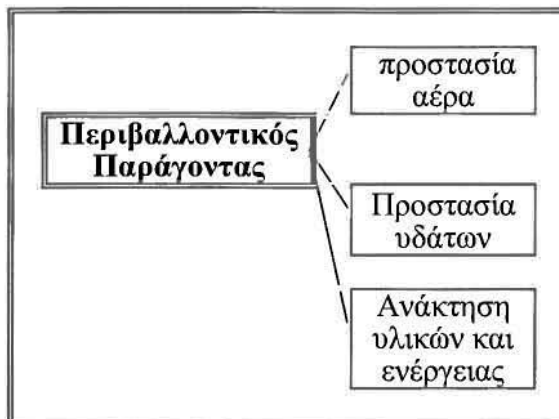 προστασία
αέρα
Περιβαλλοντικός
Παράγοντας
Προστασία
υδάτων
Ανάκτηση
υλικών και
ενέργειας